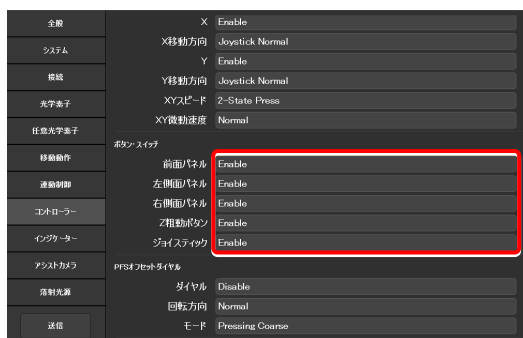 全般
システム
接続
光学素子
任意光学素子
移動動作
連動制御
コントローラー
インジケーター
アシストカメラ
落射光源
送信
X Enable
X移動方向 Joystick Normal
Y Enable
Y移動方向 Joystick Normal
XYスピード 2-State Press
XY微動速度 Normal
ボタン・スイッチ
前面パネル Enable
左側面パネル Enable
右側面パネル Enable
Z粗動ボタン Enable
ジョイスティック Enable
PFSオフセットダイヤル
ダイヤル Disable
回転方向 Normal
モード Pressing Coarse